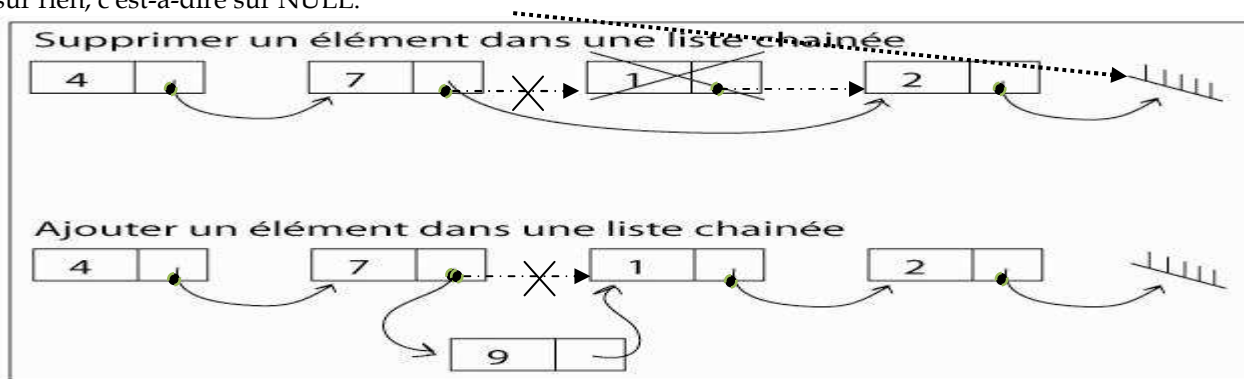 sur rien, c'est-à-dire sur NULL.
Supprimer un élément dans une liste chainée
4 7 1 2
Ajouter un élément dans une liste chainée
4 7 1 2
9